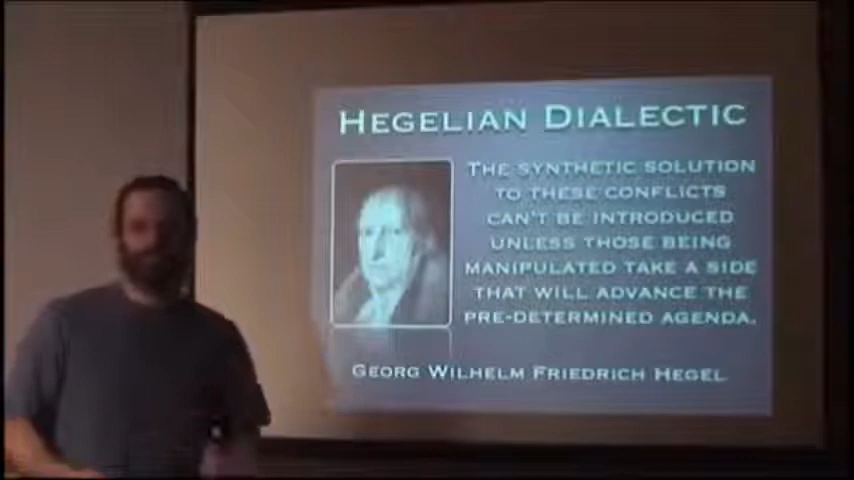 HEGELIAN DIALECTIC
THE SYNTHETIC SOLUTION
TO THESE CONFLICTS
CAN'T BE INTRODUCED
UNLESS THOSE BEING
MANIPULATED TAKE A SIDE
THAT WILL ADVANCE THE
PRE-DETERMINED AGENDA.
GEORG WILHELM FRIEDRICH HEGEL